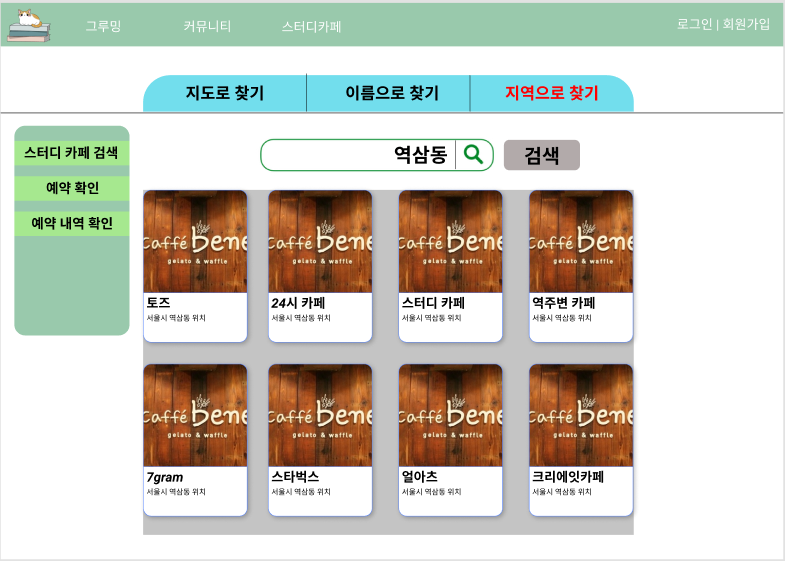 그루밍 커뮤니티 스터디카페 로그인 | 회원가입
지도로 찾기 이름으로 찾기 지역으로 찾기
스터디 카페 검색
예약 확인
예약 내역 확인
역삼동 검색
caffé bene caffé bene caffé bene caffé bene
gelato & waffle gelato & waffle gelato & waffle gelato & waffle
토즈 24시 카페 스터디 카페 역주변 카페
서울시 역삼동 위치 서울시 역삼동 위치 서울시 역삼동 위치 서울시 역삼동 위치
caffé bene caffé bene caffé bene caffé bene
gelato & waffle gelato & waffle gelato & waffle gelato & waffle
7gram 스타벅스 얼아츠 크리에잇카페
서울시 역삼동 위치 서울시 역삼동 위치 서울시 역삼동 위치 서울시 역삼동 위치